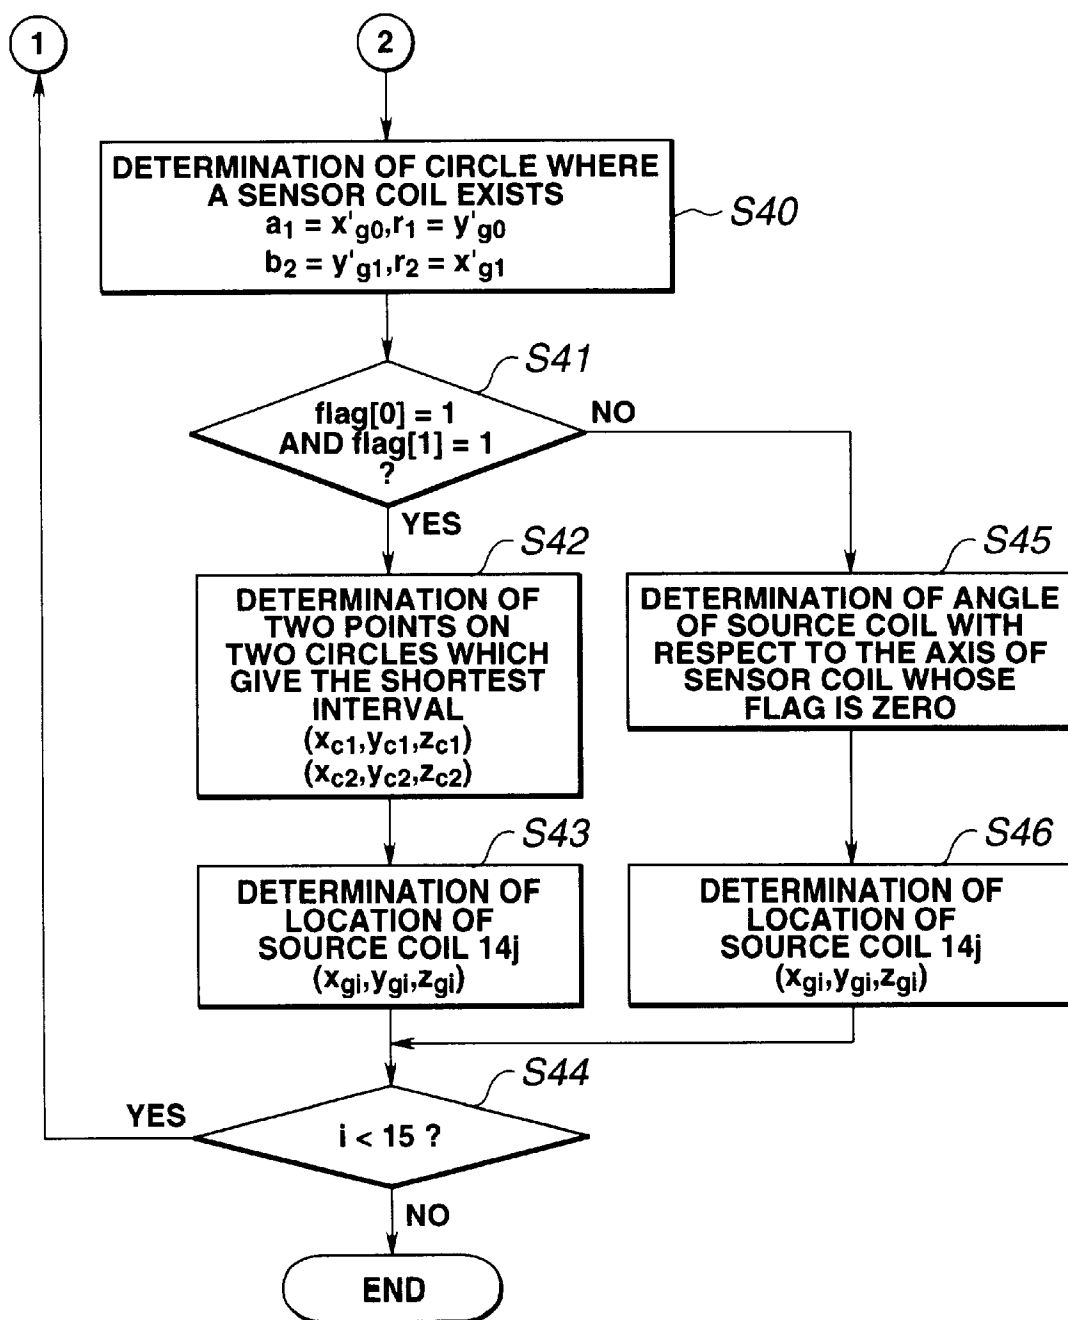 1
2
DETERMINATION OF CIRCLE WHERE
A SENSOR COIL EXISTS
a1 = x'g0,r1 = y'g0
b2 = y'g1,r2 = x'g1
S40
S41
flag[0] = 1
AND flag[1] = 1
?
NO
YES
S42
DETERMINATION OF
TWO POINTS ON
TWO CIRCLES WHICH
GIVE THE SHORTEST
INTERVAL
(xc1,yc1,zc1)
(xc2,yc2,zc2)
S45
DETERMINATION OF ANGLE
OF SOURCE COIL WITH
RESPECT TO THE AXIS OF
SENSOR COIL WHOSE
FLAG IS ZERO
S43
DETERMINATION OF
LOCATION OF
SOURCE COIL 14j
(xgi,ygi,zgi)
S46
DETERMINATION OF
LOCATION OF
SOURCE COIL 14j
(xgi,ygi,zgi)
S44
YES
i < 15 ?
NO
END